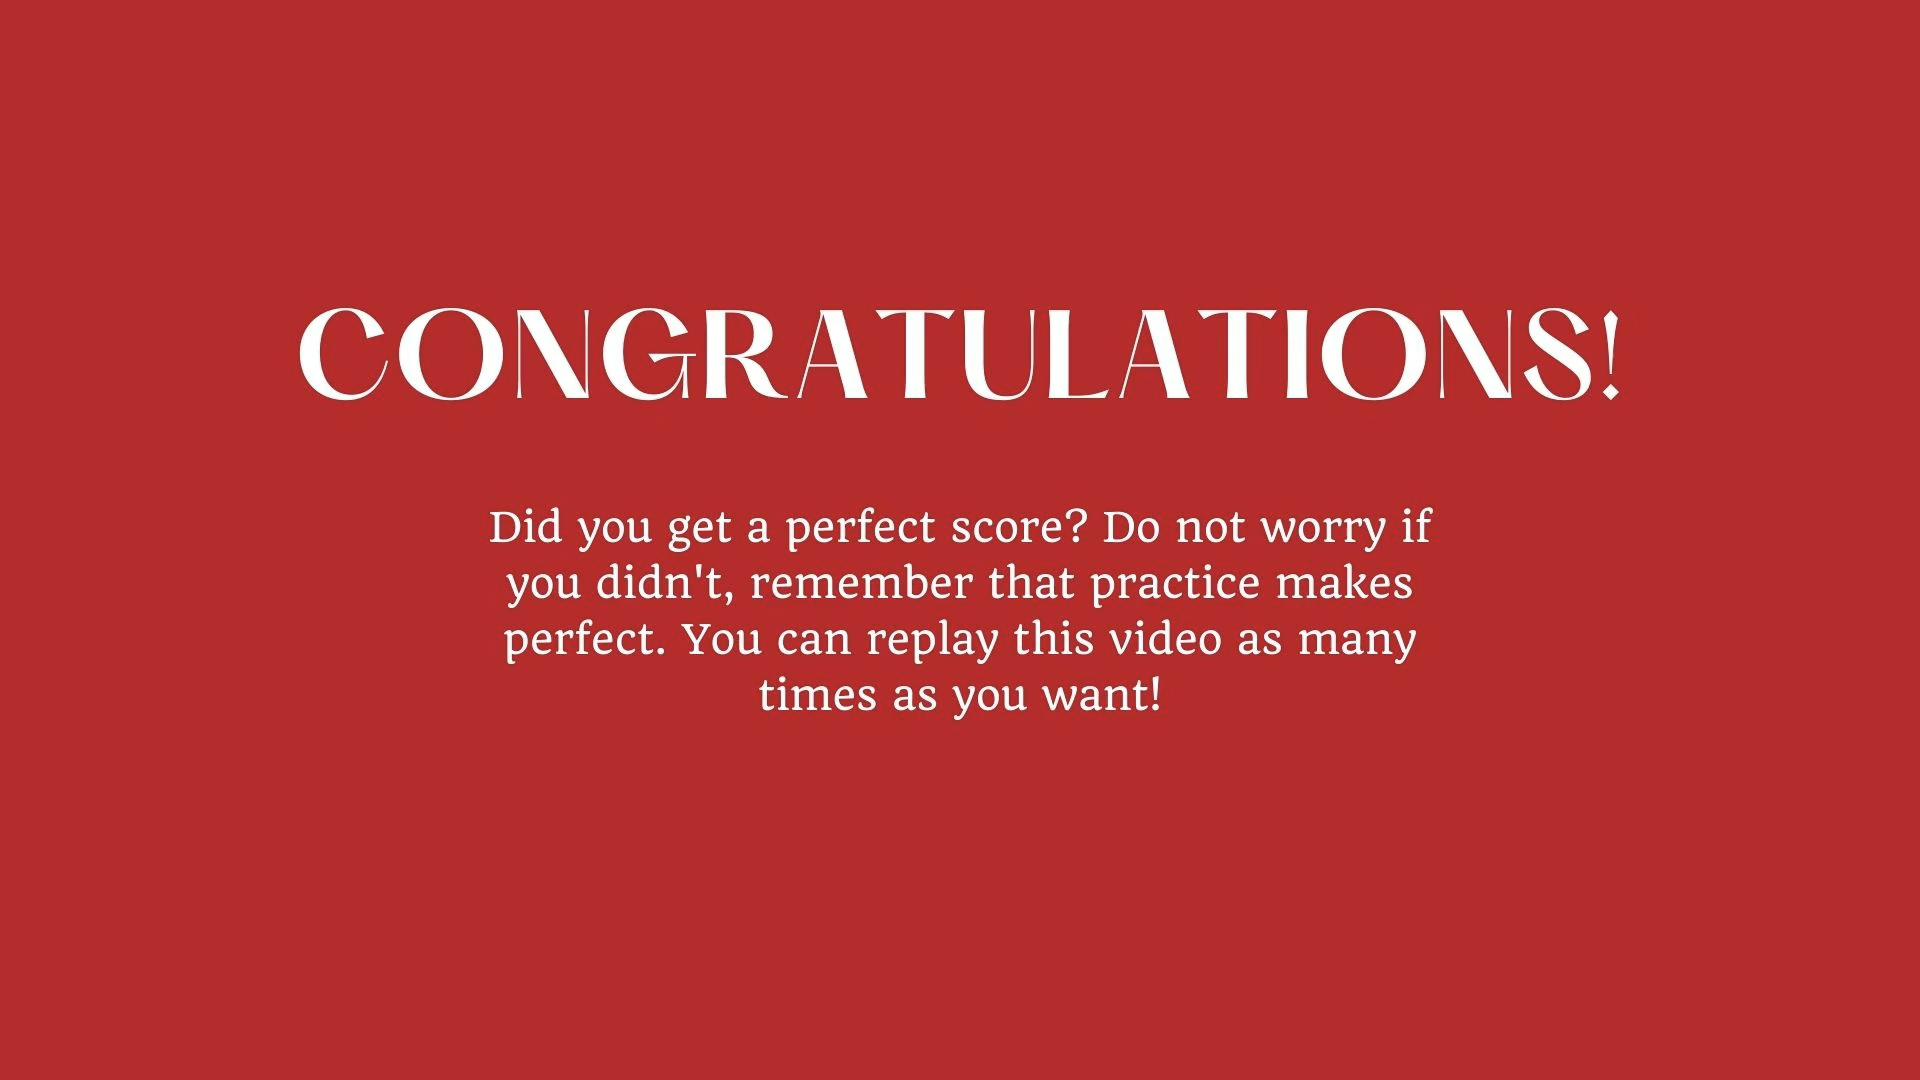 CONGRATULATIONS!
Did you get a perfect score? Do not worry if
you didn't, remember that practice makes
perfect. You can replay this video as many
times as you want!